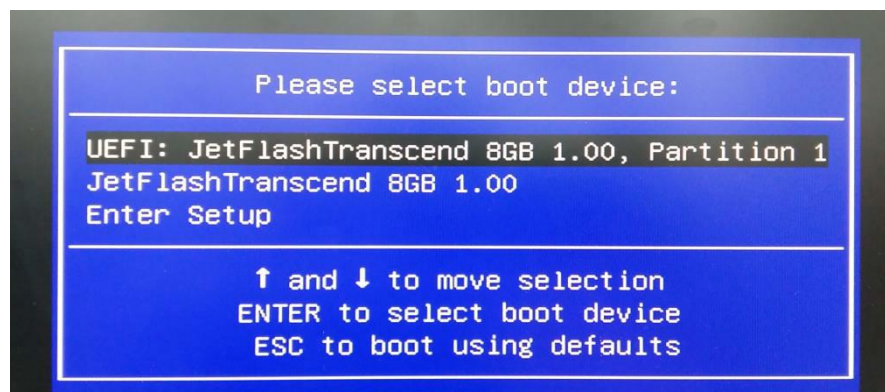 Please select boot device:
UEFI: JetFlashTranscend 8GB 1.00, Partition 1
JetFlashTranscend 8GB 1.00
Enter Setup
↑ and ↓ to move selection
ENTER to select boot device
ESC to boot using defaults